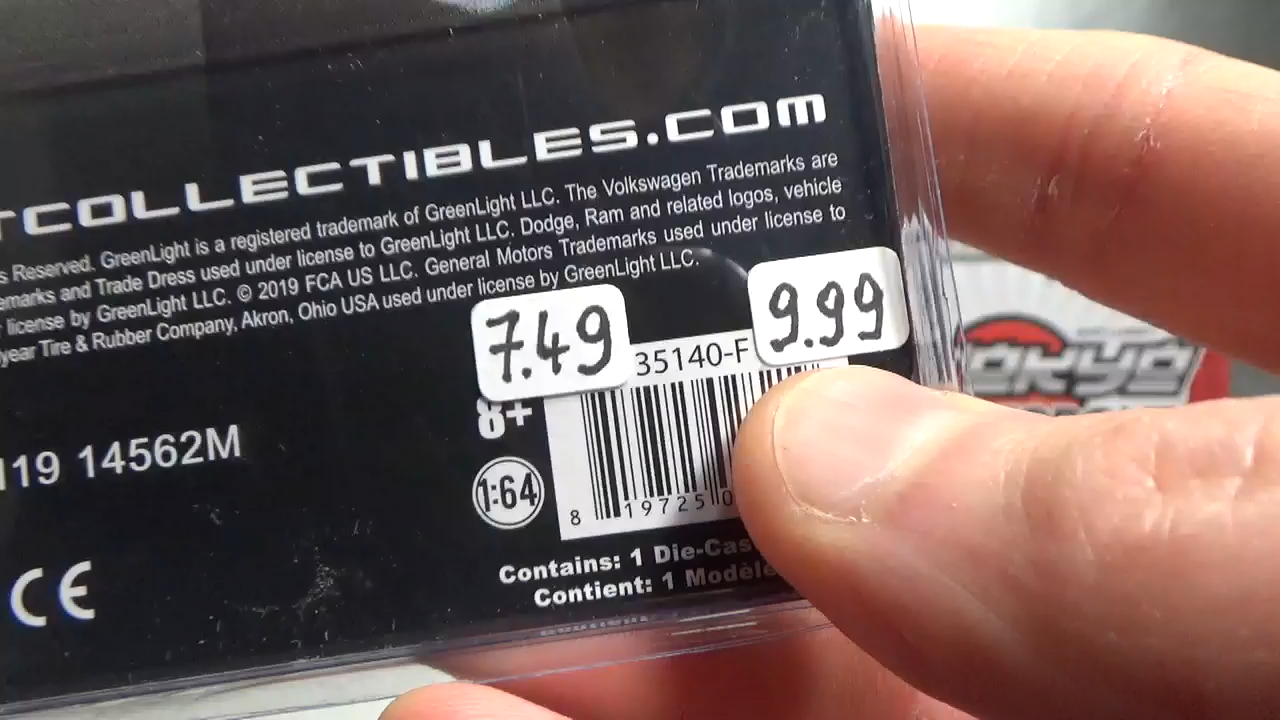 TCOLLECTIBLES.COM
s Reserved. GreenLight is a registered trademark of GreenLight LLC. The Volkswagen Trademarks are
emarks and Trade Dress used under license to GreenLight LLC. Dodge, Ram and related logos, vehicle
license by GreenLight LLC. © 2019 FCA US LLC. General Motors Trademarks used under license to
year Tire & Rubber Company, Akron, Ohio USA used under license by GreenLight LLC.
7.49
9.99
35140-F
8+
119 14562M
1:64
8 19725 0
CE
Contains: 1 Die-Cas
Contient: 1 Modèle
TOKYO